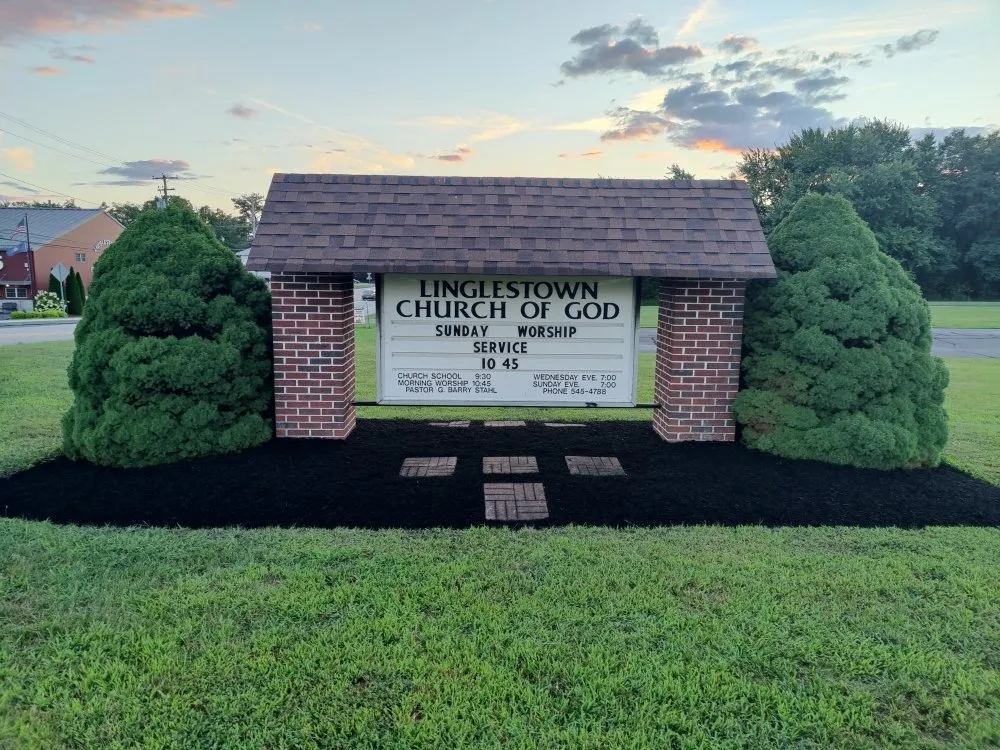 LINGLESTOWN
CHURCH OF GOD
SUNDAY WORSHIP
SERVICE
10 45
CHURCH SCHOOL 9:30
MORNING WORSHIP 10:45
PASTOR G. BARRY STAHL
WEDNESDAY EVE. 7:00
SUNDAY EVE. 7:00
PHONE 545-4788